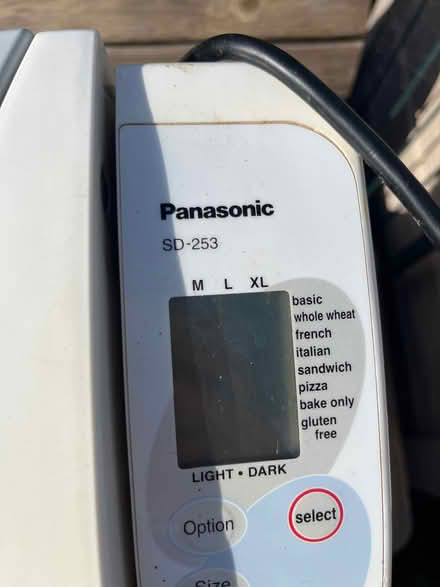 Panasonic
SD-253
M L XL
basic
whole wheat
french
italian
sandwich
pizza
bake only
gluten
free
LIGHT • DARK
Option
select
Size